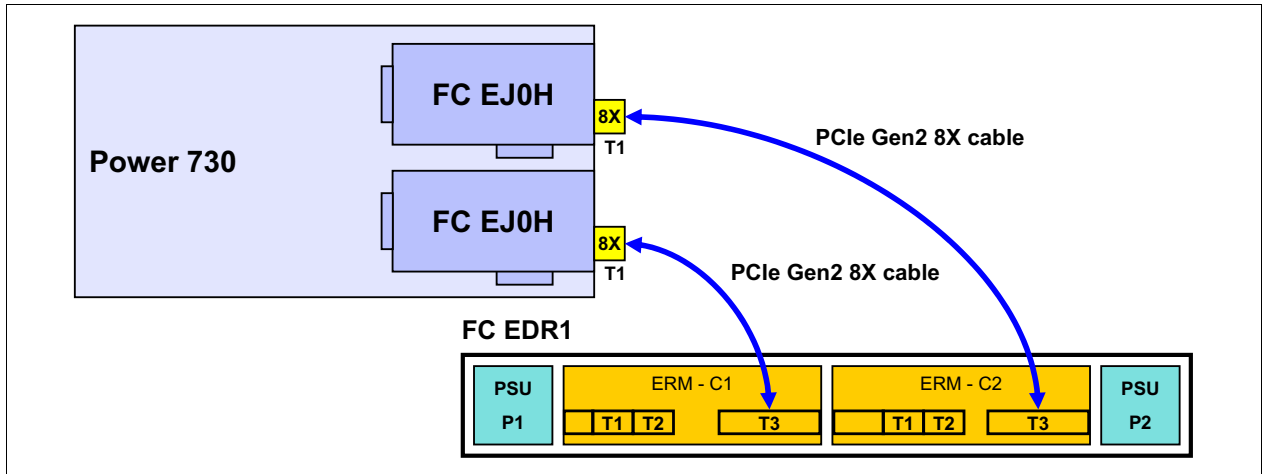 FC EJ0H
8X
T1
PCIe Gen2 8X cable
Power 730
FC EJ0H
8X
T1
PCIe Gen2 8X cable
FC EDR1
PSU
P1
ERM - C1
T1 T2 T3
ERM - C2
T1 T2 T3
PSU
P2